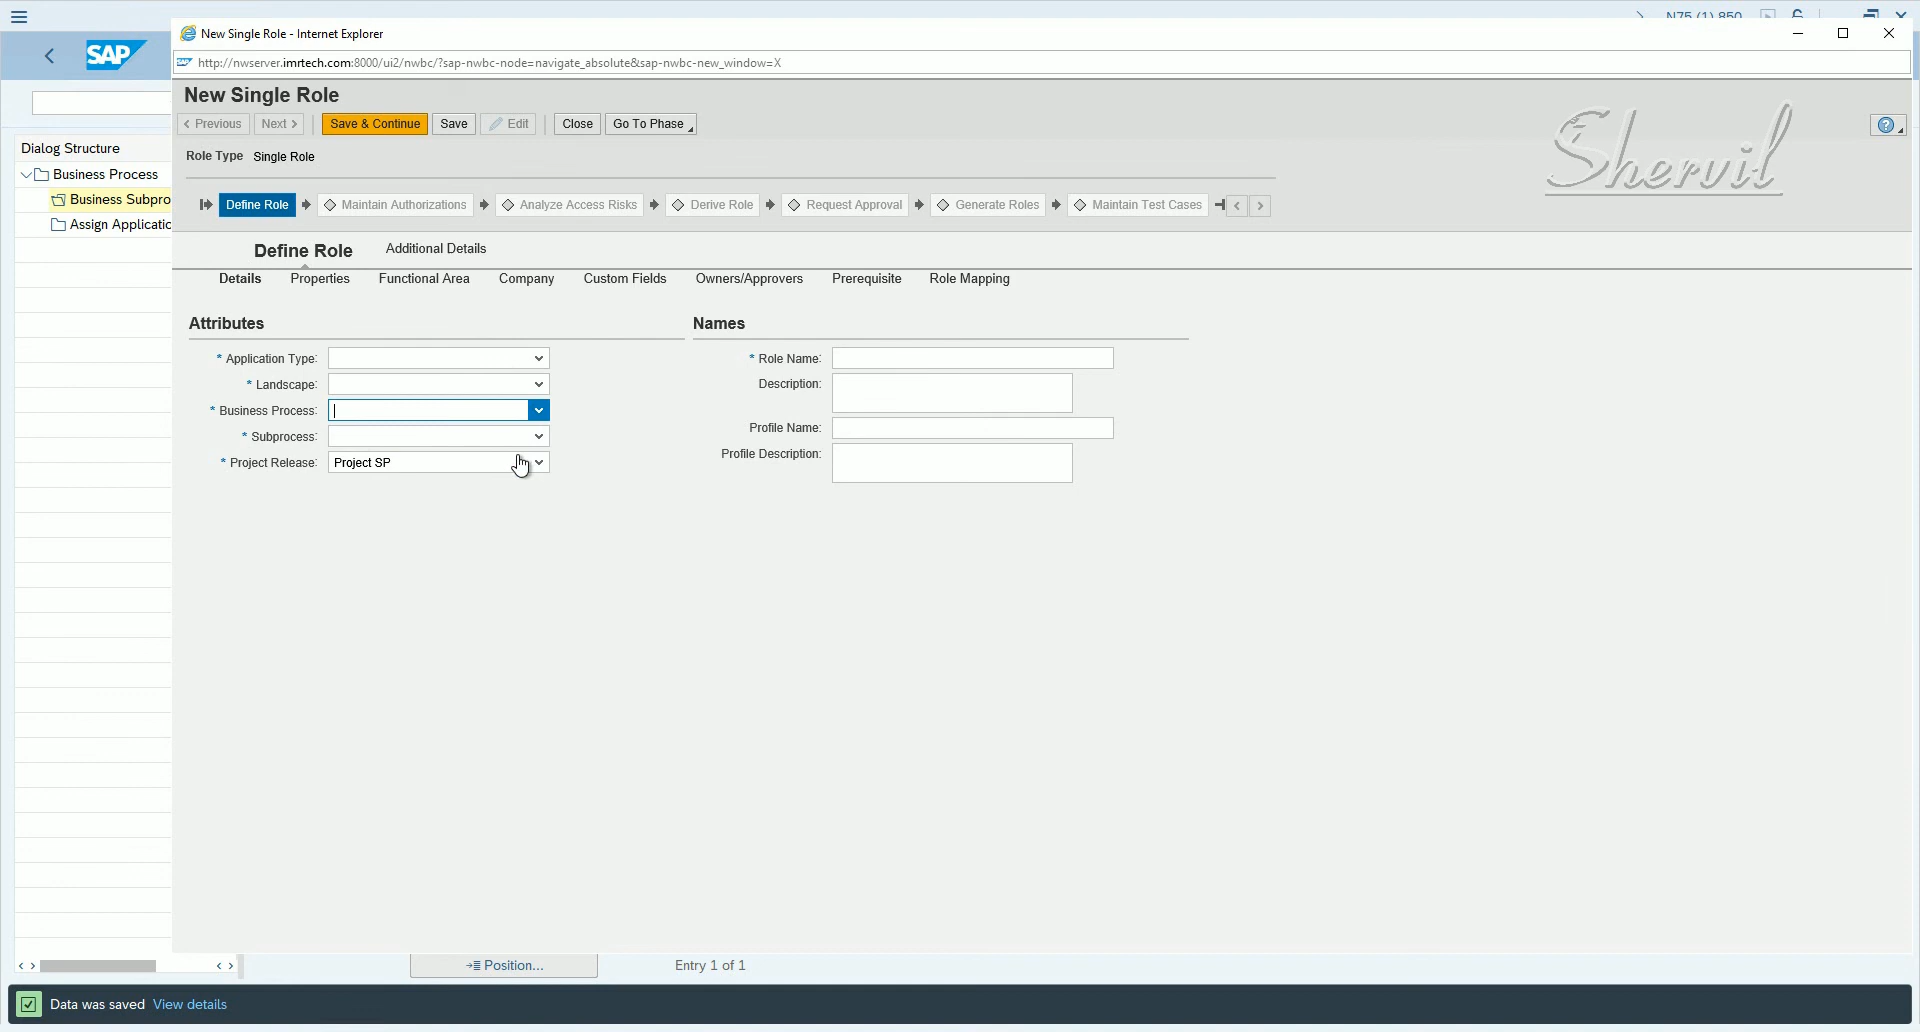 New Single Role - Internet Explorer
SAP
http://nwserver.imrtech.com:8000/ui2/nwbc/?sap-nwbc-node=navigate_absolute&sap-nwbc-new_window=X
New Single Role
Previous Next Save & Continue Save Edit Close Go To Phase
Shervil
Role Type Single Role
Dialog Structure
Business Process
Business Subpro
Assign Applicatio
Define Role Maintain Authorizations Analyze Access Risks Derive Role Request Approval Generate Roles Maintain Test Cases
Define Role Additional Details
Details Properties Functional Area Company Custom Fields Owners/Approvers Prerequisite Role Mapping
Attributes
* Application Type:
* Landscape:
* Business Process:
* Subprocess:
* Project Release: Project SP
Names
* Role Name:
Description:
Profile Name:
Profile Description:
Position...
Entry 1 of 1
Data was saved View details